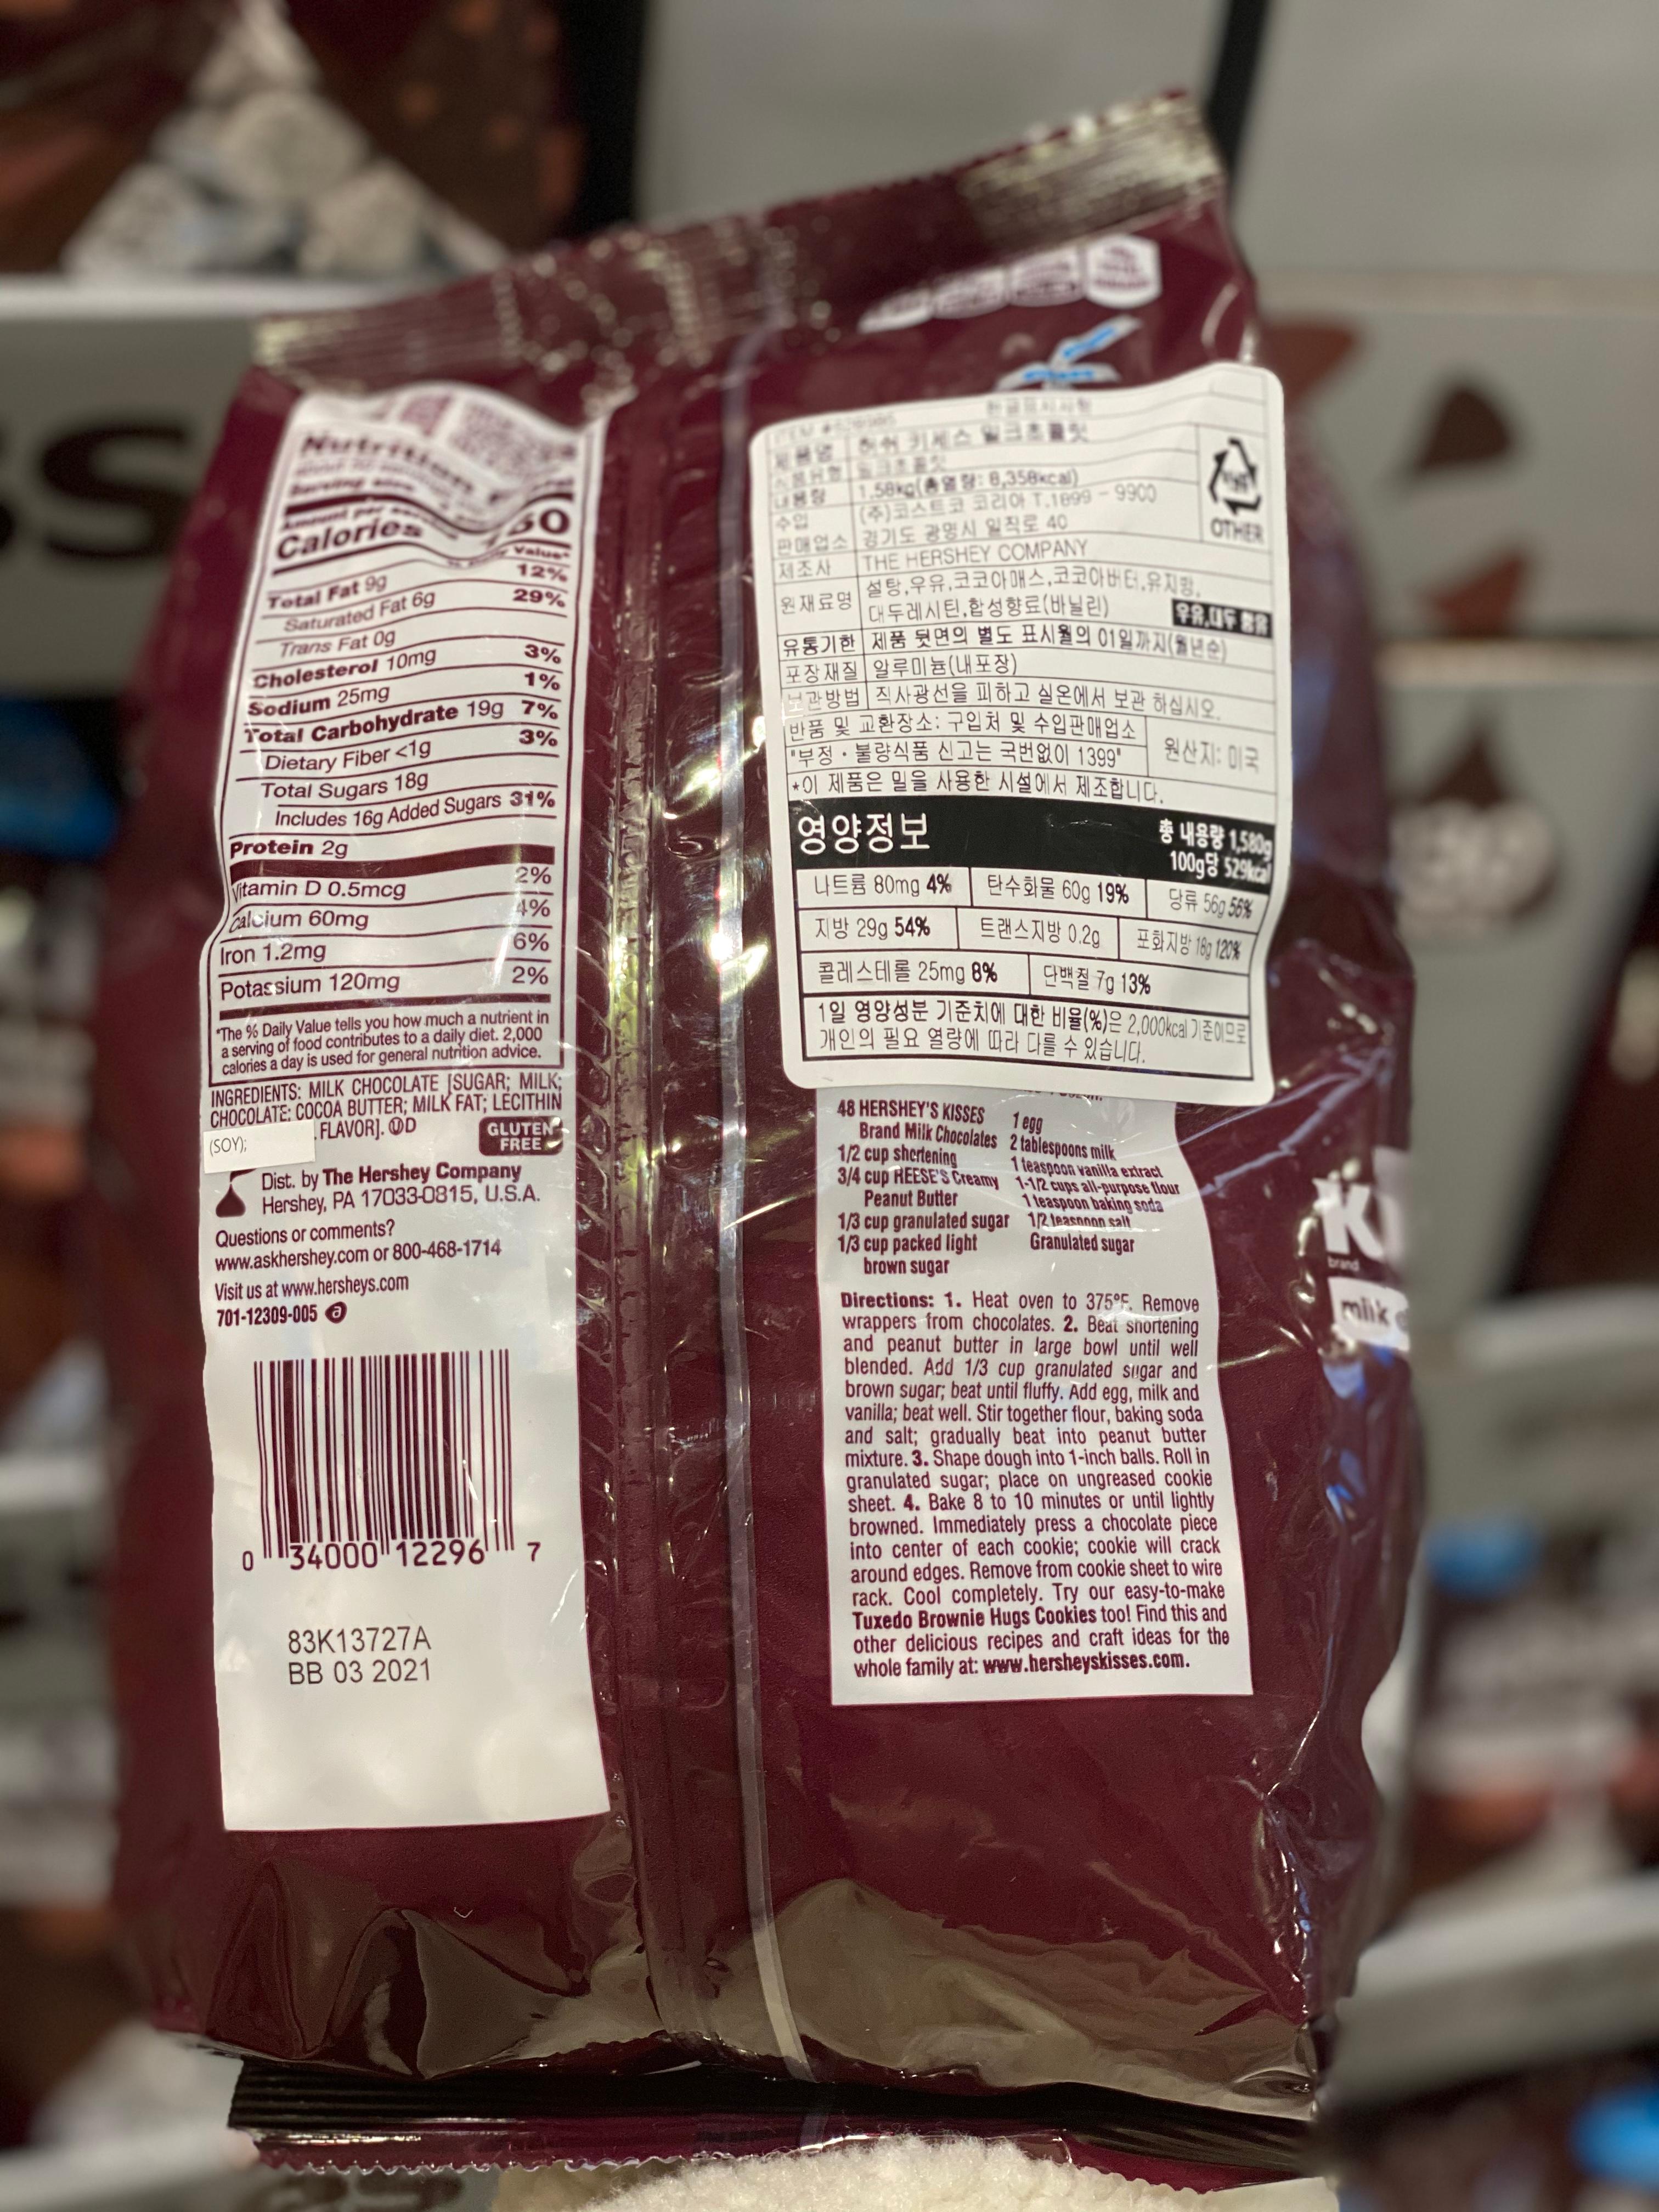 Nutrition
Serving size
Amount per
Calories
Value*
Total Fat 9g 12%
Saturated Fat 6g 29%
Trans Fat 0g
Cholesterol 10mg 3%
Sodium 25mg 1%
Total Carbohydrate 19g 7%
Dietary Fiber <1g 3%
Total Sugars 18g
Includes 16g Added Sugars 31%
Protein 2g
Vitamin D 0.5mcg 2%
Calcium 60mg 4%
Iron 1.2mg 6%
Potassium 120mg 2%
*The % Daily Value tells you how much a nutrient in
a serving of food contributes to a daily diet. 2,000
calories a day is used for general nutrition advice.
INGREDIENTS: MILK CHOCOLATE [SUGAR; MILK;
CHOCOLATE; COCOA BUTTER; MILK FAT; LECITHIN
(SOY); FLAVOR]. ⓊD
GLUTEN
FREE
Dist. by The Hershey Company
Hershey, PA 17033-0815, U.S.A.
Questions or comments?
www.askhershey.com or 800-468-1714
Visit us at www.hersheys.com
701-12309-005 ⓐ
0 34000 12296 7
83K13727A
BB 03 2021
한글표시사항
제품명 허쉬 키세스 밀크초콜릿
식품유형 밀크초콜릿
내용량 1.58kg(총열량: 8,358kcal)
수입 (주)코스트코 코리아 T.1899 - 9900
판매업소 경기도 광명시 일직로 40
제조사 THE HERSHEY COMPANY
원재료명 설탕,우유,코코아매스,코코아버터,유지방,
대두레시틴,합성향료(바닐린) 우유,대두 함유
유통기한 제품 뒷면의 별도 표시월의 01일까지(월년순)
포장재질 알루미늄(내포장)
보관방법 직사광선을 피하고 실온에서 보관 하십시오.
반품 및 교환장소: 구입처 및 수입판매업소
"부정 · 불량식품 신고는 국번없이 1399"
원산지: 미국
*이 제품은 밀을 사용한 시설에서 제조합니다.
OTHER
영양정보
총 내용량 1,580g
100g당 529kcal
나트륨 80mg 4% 탄수화물 60g 19% 당류 56g 56%
지방 29g 54% 트랜스지방 0.2g 포화지방 18g 120%
콜레스테롤 25mg 8% 단백질 7g 13%
1일 영양성분 기준치에 대한 비율(%)은 2,000kcal 기준이므로
개인의 필요 열량에 따라 다를 수 있습니다.
48 HERSHEY'S KISSES
Brand Milk Chocolates
1/2 cup shortening
3/4 cup REESE'S Creamy
Peanut Butter
1/3 cup granulated sugar
1/3 cup packed light
brown sugar
1 egg
2 tablespoons milk
1 teaspoon vanilla extract
1-1/2 cups all-purpose flour
1 teaspoon baking soda
1/2 teaspoon salt
Granulated sugar
Directions: 1. Heat oven to 375°F. Remove
wrappers from chocolates. 2. Beat shortening
and peanut butter in large bowl until well
blended. Add 1/3 cup granulated sugar and
brown sugar; beat until fluffy. Add egg, milk and
vanilla; beat well. Stir together flour, baking soda
and salt; gradually beat into peanut butter
mixture. 3. Shape dough into 1-inch balls. Roll in
granulated sugar; place on ungreased cookie
sheet. 4. Bake 8 to 10 minutes or until lightly
browned. Immediately press a chocolate piece
into center of each cookie; cookie will crack
around edges. Remove from cookie sheet to wire
rack. Cool completely. Try our easy-to-make
Tuxedo Brownie Hugs Cookies too! Find this and
other delicious recipes and craft ideas for the
whole family at: www.hersheyskisses.com.
brand
milk